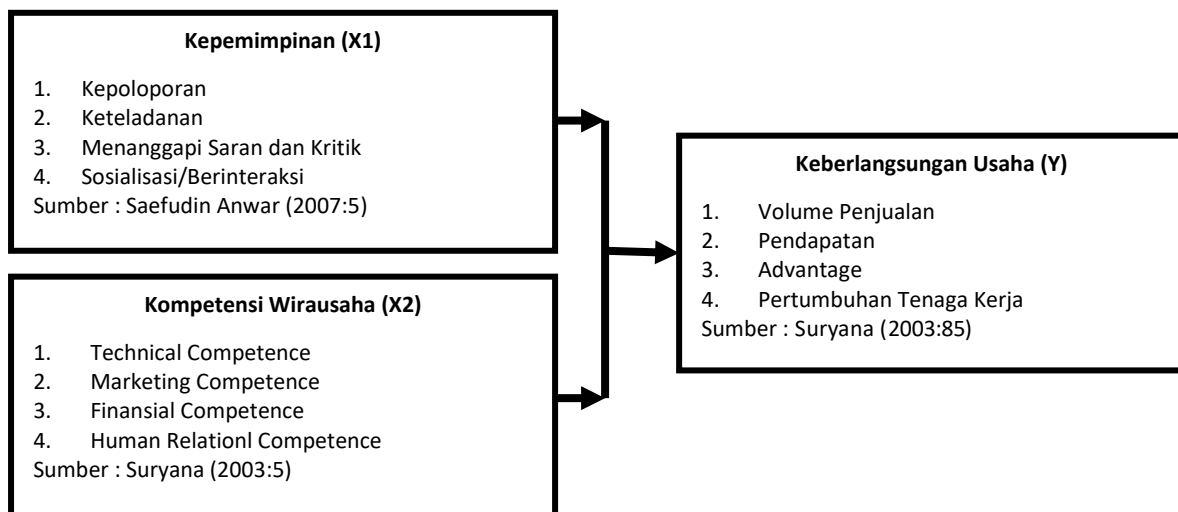 Kepemimpinan (X1)
1. Kepoloporan
2. Keteladanan
3. Menanggapi Saran dan Kritik
4. Sosialisasi/Berinteraksi
Sumber : Saefudin Anwar (2007:5)
Kompetensi Wirausaha (X2)
1. Technical Competence
2. Marketing Competence
3. Finansial Competence
4. Human Relationl Competence
Sumber : Suryana (2003:5)
Keberlangsungan Usaha (Y)
1. Volume Penjualan
2. Pendapatan
3. Advantage
4. Pertumbuhan Tenaga Kerja
Sumber : Suryana (2003:85)